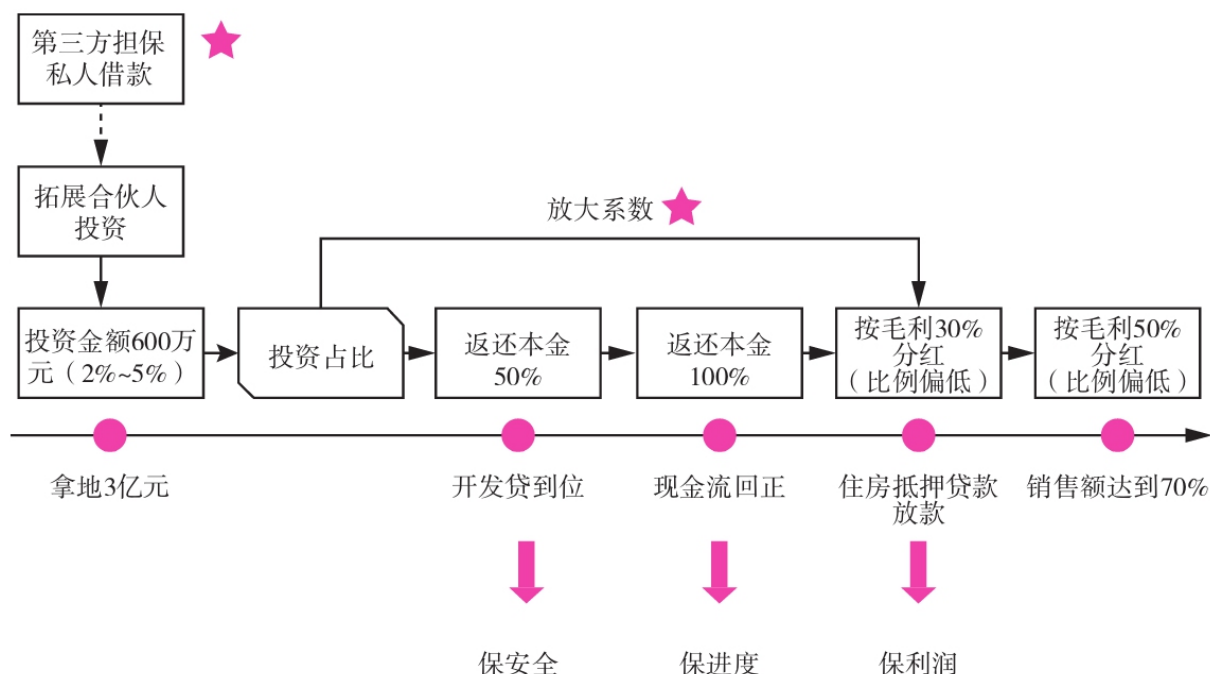 第三方担保
私人借款
拓展合伙人
投资
放大系数
投资金额600万
元（2%~5%）
投资占比
返还本金
50%
返还本金
100%
按毛利30%
分红
（比例偏低）
按毛利50%
分红
（比例偏低）
拿地3亿元
开发贷到位
现金流回正
住房抵押贷款
放款
销售额达到70%
保安全
保进度
保利润